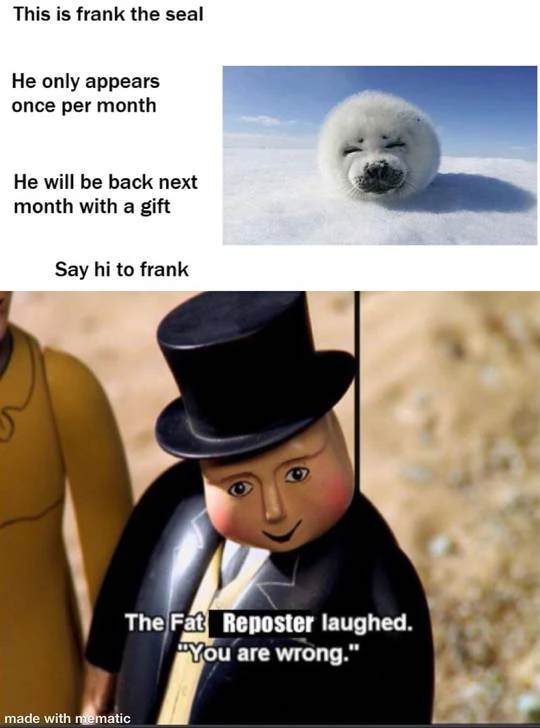 This is frank the seal
He only appears
once per month
He will be back next
month with a gift
Say hi to frank
The Fat Reposter laughed.
"You are wrong."
made with mematic